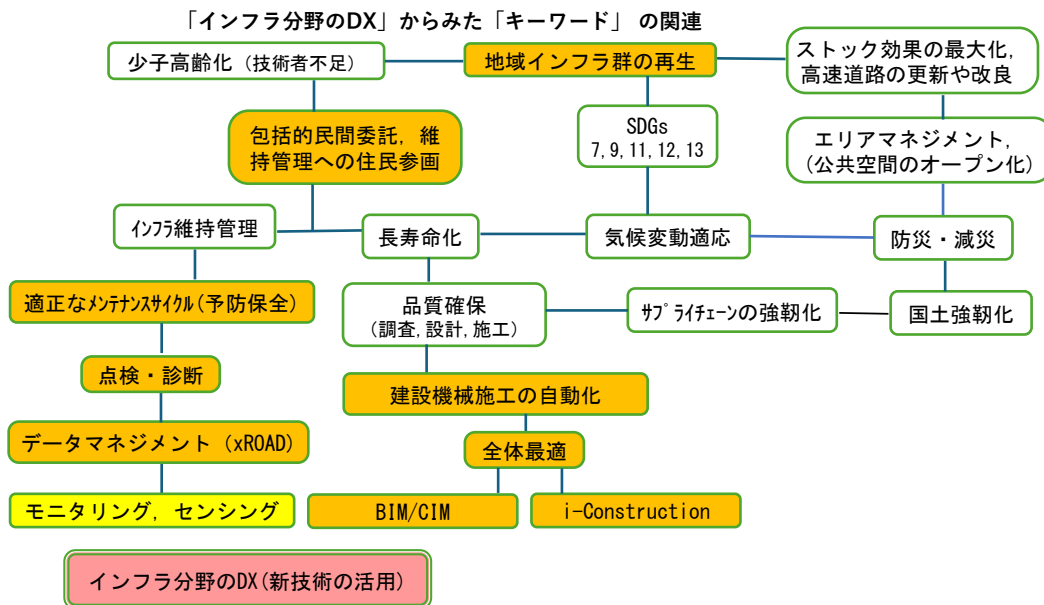 「インフラ分野のDX」からみた「キーワード」 の関連
少子高齢化（技術者不足）
地域インフラ群の再生
ストック効果の最大化,
高速道路の更新や改良
包括的民間委託, 維
持管理への住民参画
SDGs
7, 9, 11, 12, 13
エリアマネジメント,
(公共空間のオープン化)
ｲﾝﾌﾗ維持管理
長寿命化
気候変動適応
防災・減災
適正なﾒﾝﾃﾅﾝｽｻｲｸﾙ(予防保全)
品質確保
（調査, 設計, 施工）
ｻﾌﾟﾗｲﾁｪｰﾝの強靭化
国土強靭化
点検・診断
建設機械施工の自動化
データマネジメント（xROAD）
全体最適
モニタリング, センシング
BIM/CIM
i-Construction
インフラ分野のDX(新技術の活用)